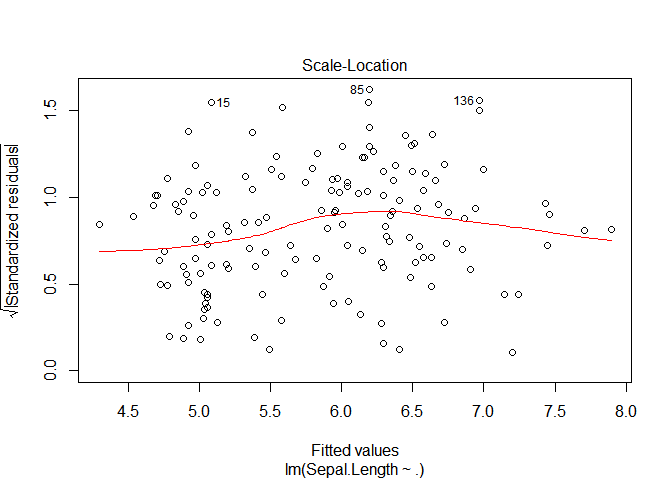 Scale-Location
√|Standardized residuals|
1.5
1.0
0.5
0.0
15
85
136
4.5 5.0 5.5 6.0 6.5 7.0 7.5 8.0
Fitted values
lm(Sepal.Length ~ .)